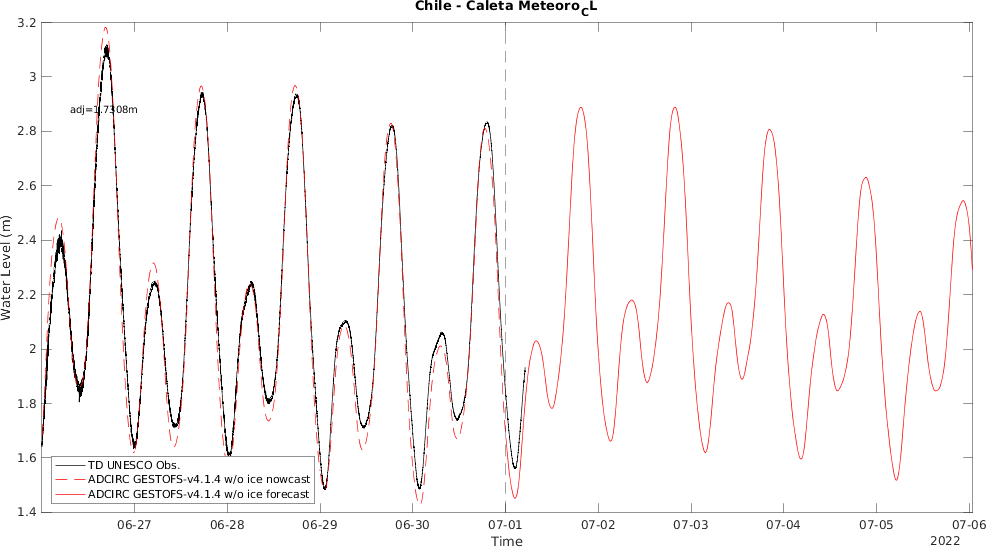 Chile - Caleta Meteoro_CL
3.2
3
2.8
2.6
2.4
2.2
2
1.8
1.6
1.4
Water Level (m)
adj=1.7308m
TD UNESCO Obs.
ADCIRC GESTOFS-v4.1.4 w/o ice nowcast
ADCIRC GESTOFS-v4.1.4 w/o ice forecast
06-27 06-28 06-29 06-30 07-01 07-02 07-03 07-04 07-05 07-06
Time
2022